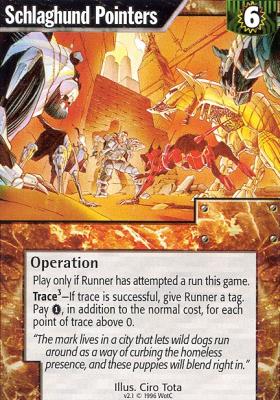 Schlaghund Pointers 6
Operation
Play only if Runner has attempted a run this game.
Trace³–If trace is successful, give Runner a tag.
Pay 1, in addition to the normal cost, for each
point of trace above 0.
"The mark lives in a city that lets wild dogs run
around as a way of curbing the homeless
presence, and these puppies will blend right in."
Illus. Ciro Tota
v2.1 © 1996 WotC